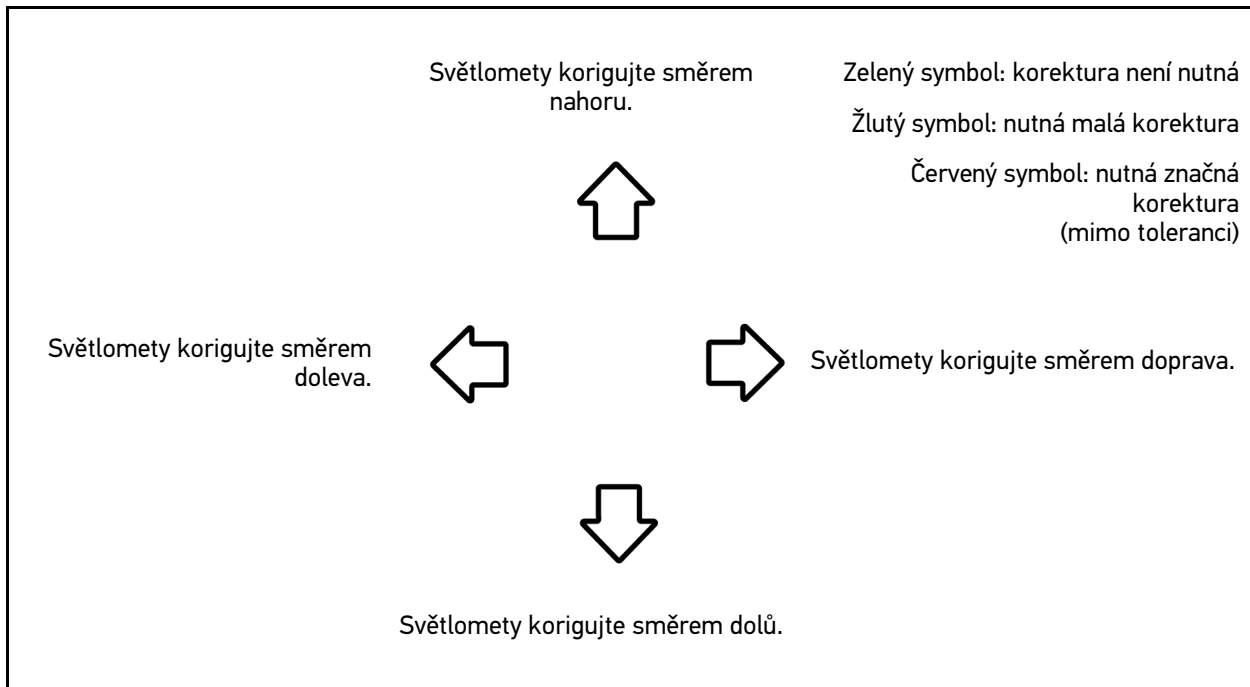 Světlomety korigujte směrem
nahoru.
Zelený symbol: korektura není nutná
Žlutý symbol: nutná malá korektura
Červený symbol: nutná značná
korektura
(mimo toleranci)
Světlomety korigujte směrem
doleva.
Světlomety korigujte směrem doprava.
Světlomety korigujte směrem dolů.